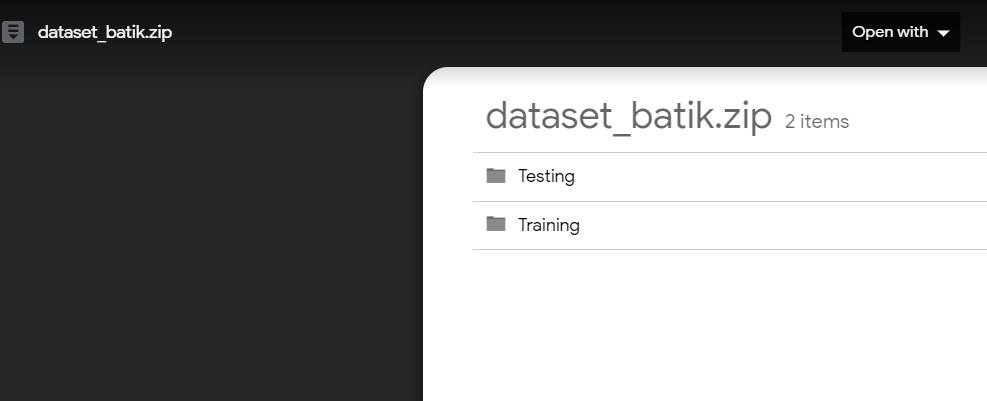 dataset_batik.zip
Open with
dataset_batik.zip 2 items
Testing
Training